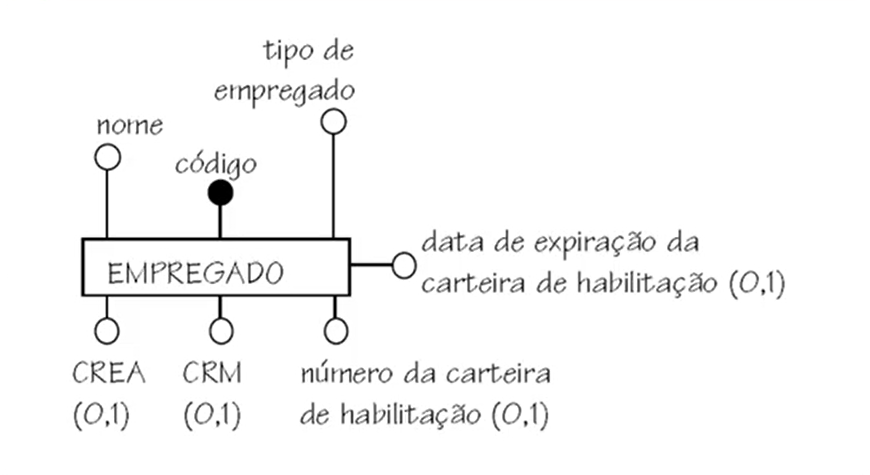 tipo de
empregado
nome
código
EMPREGADO
data de expiração da
carteira de habilitação (0,1)
CREA
(0,1)
CRM
(0,1)
número da carteira
de habilitação (0,1)